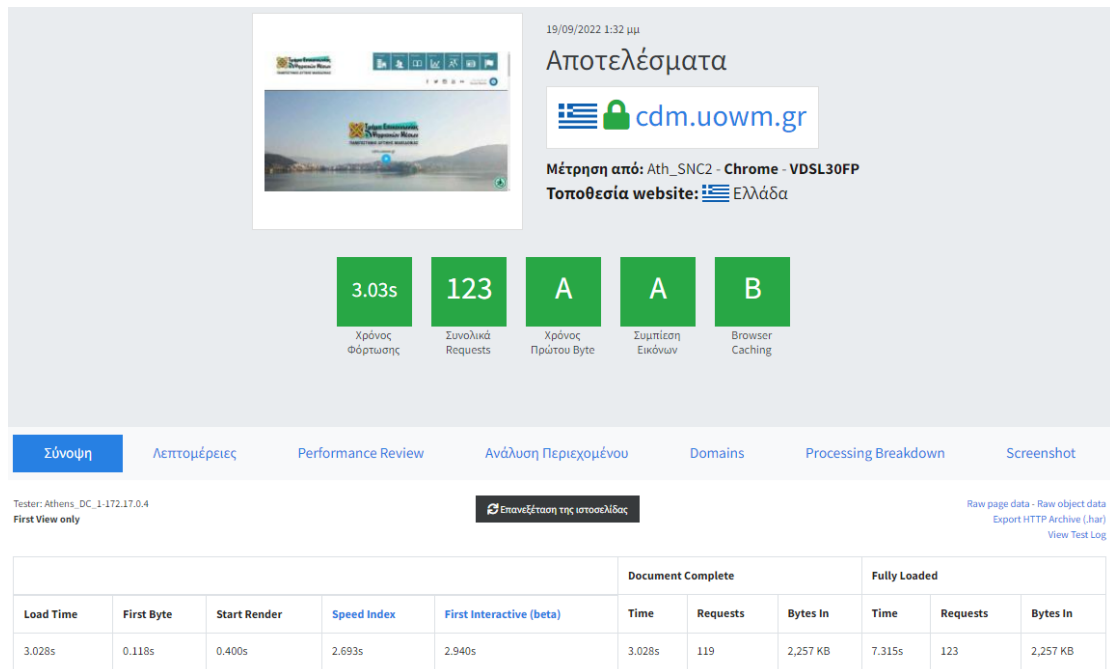 19/09/2022 1:32 μμ
Αποτελέσματα
cdm.uowm.gr
Μέτρηση από: Ath_SNC2 - Chrome - VDSL30FP
Τοποθεσία website: Ελλάδα
3.03s 123 A A B
Χρόνος Φόρτωσης
Συνολικά Requests
Χρόνος Πρώτου Byte
Συμπίεση Εικόνων
Browser Caching
Σύνοψη Λεπτομέρειες Performance Review Ανάλυση Περιεχομένου Domains Processing Breakdown Screenshot
Tester: Athens_DC_1-172.17.0.4
First View only
Επανεξέταση της ιστοσελίδας
Raw page data - Raw object data
Export HTTP Archive (.har)
View Test Log
Document Complete Fully Loaded
Load Time First Byte Start Render Speed Index First Interactive (beta) Time Requests Bytes In Time Requests Bytes In
3.028s 0.118s 0.400s 2.693s 2.940s 3.028s 119 2,257 KB 7.315s 123 2,257 KB